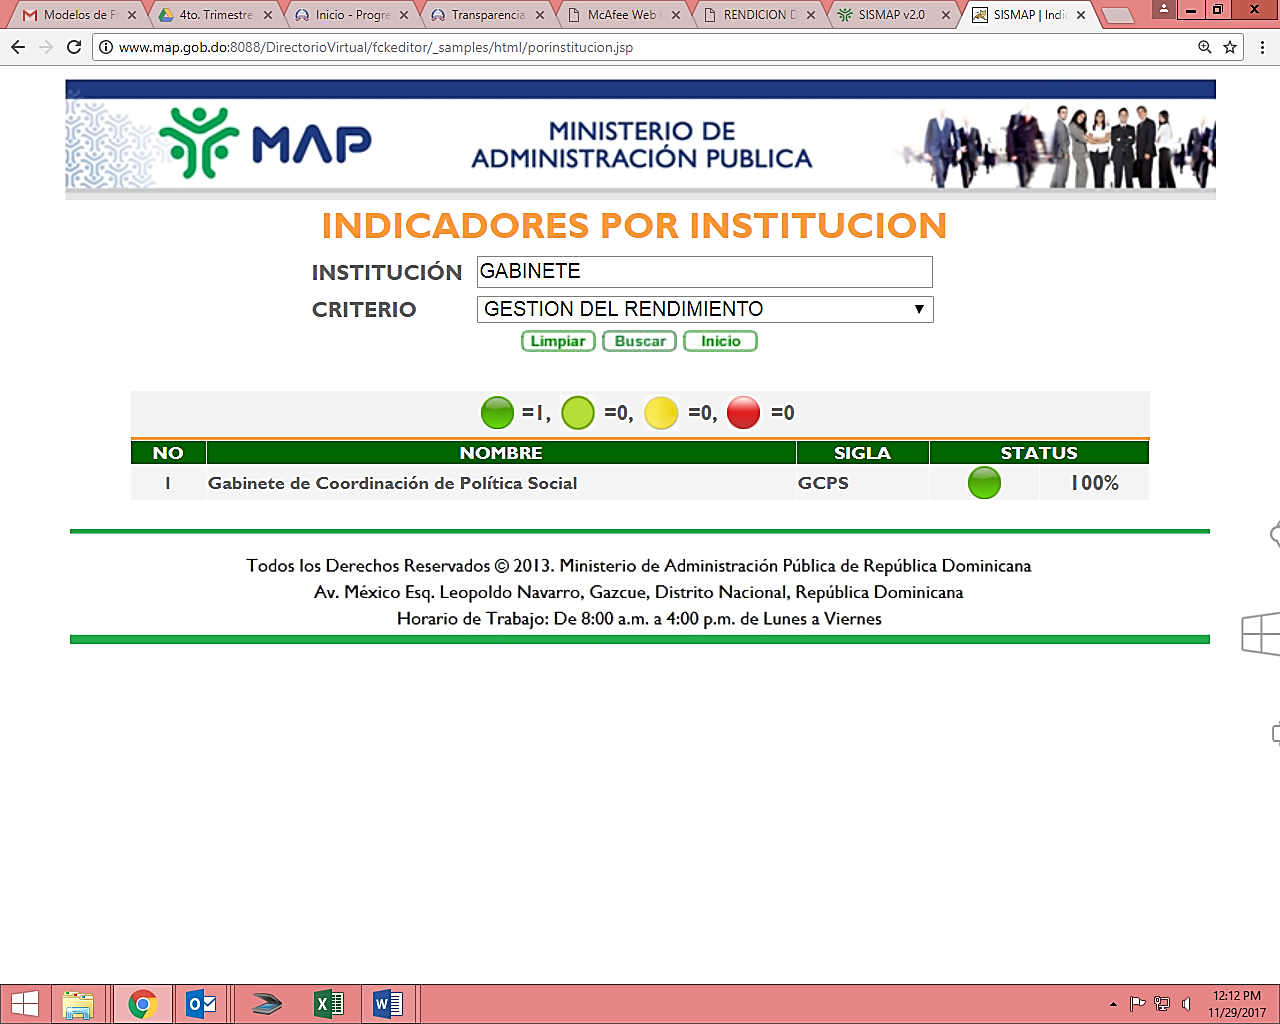 Modelos de F
4to. Trimestre
Inicio - Progre
Transparencia
McAfee Web
RENDICION D
SISMAP v2.0
SISMAP | Indi
www.map.gob.do:8088/DirectorioVirtual/fckeditor/_samples/html/porinstitucion.jsp
MAP
MINISTERIO DE
ADMINISTRACIÓN PUBLICA
INDICADORES POR INSTITUCION
INSTITUCIÓN GABINETE
CRITERIO GESTION DEL RENDIMIENTO
Limpiar Buscar Inicio
=1, =0, =0, =0
NO NOMBRE SIGLA STATUS
1 Gabinete de Coordinación de Política Social GCPS 100%
Todos los Derechos Reservados © 2013. Ministerio de Administración Pública de República Dominicana
Av. México Esq. Leopoldo Navarro, Gazcue, Distrito Nacional, República Dominicana
Horario de Trabajo: De 8:00 a.m. a 4:00 p.m. de Lunes a Viernes
12:12 PM
11/29/2017